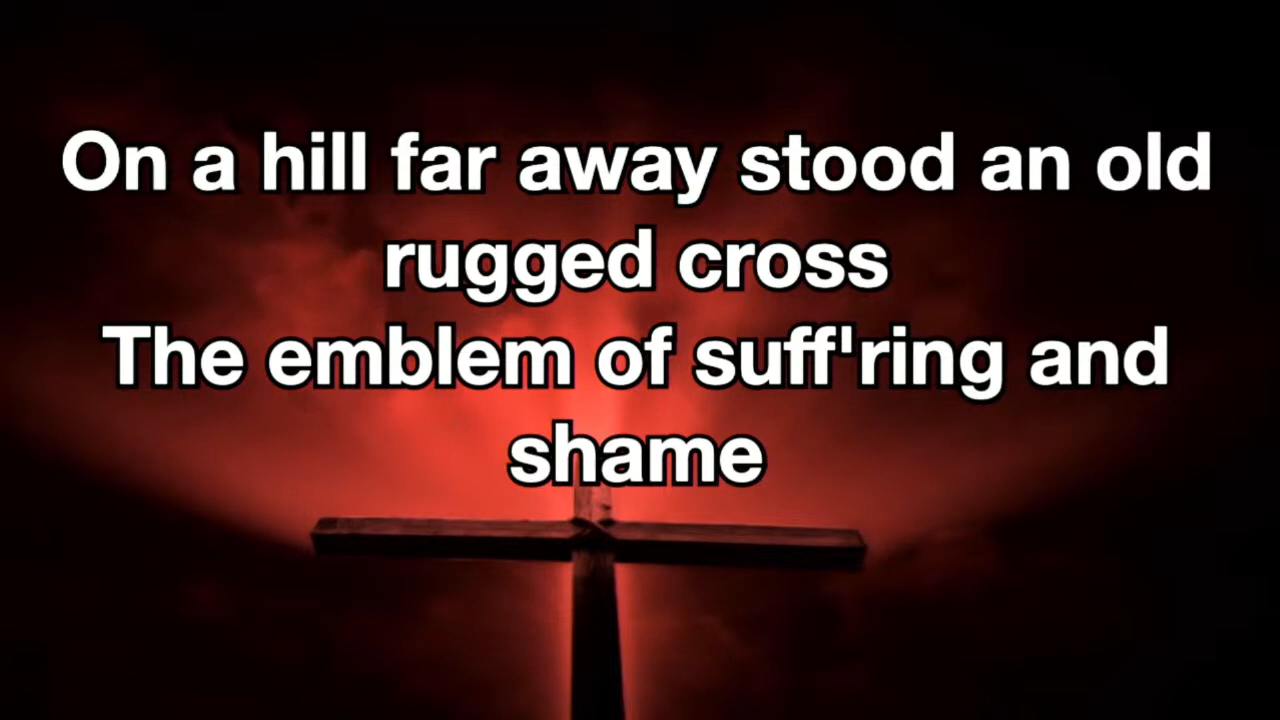 On a hill far away stood an old
rugged cross
The emblem of suff'ring and
shame